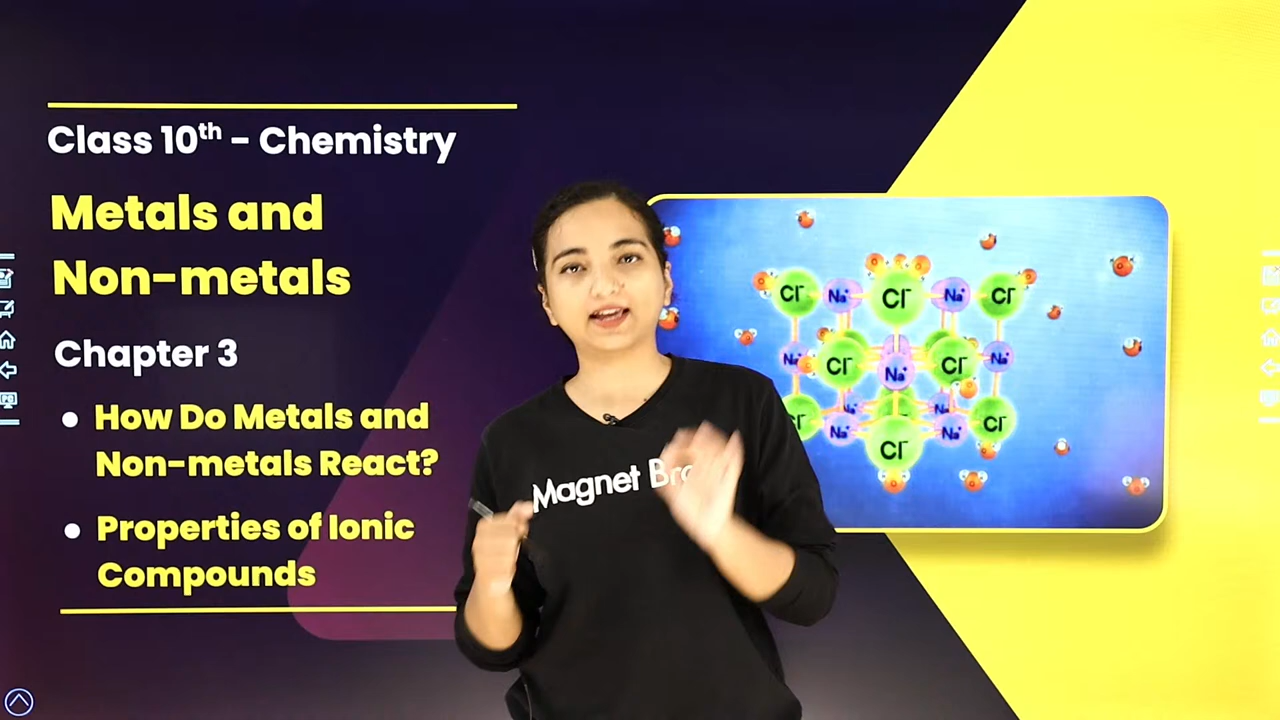 Class 10th - Chemistry
Metals and
Non-metals
Chapter 3
• How Do Metals and
Non-metals React?
• Properties of Ionic
Compounds
Magnet
Cl⁻ Na⁺ Cl⁻ Na⁺ Cl⁻
Na⁺ Cl⁻ Na⁺ Cl⁻ Na⁺
Cl⁻ Na⁺ Na⁺ Cl⁻
Na⁺ Cl⁻ Na⁺